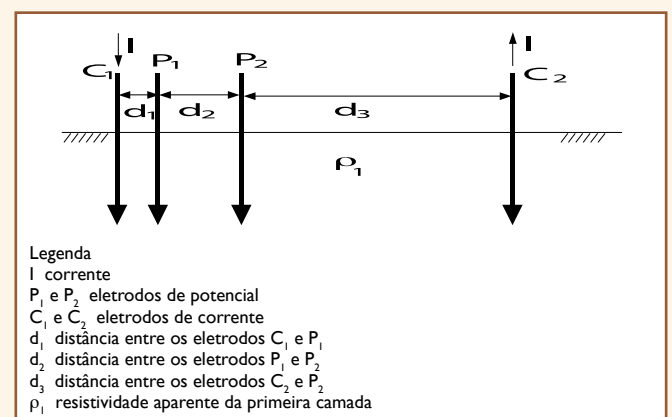 I I
C₁ P₁ P₂ C₂
d₁ d₂ d₃
ρ₁
Legenda
I corrente
P₁ e P₂ eletrodos de potencial
C₁ e C₂ eletrodos de corrente
d₁ distância entre os eletrodos C₁ e P₁
d₂ distância entre os eletrodos P₁ e P₂
d₃ distância entre os eletrodos C₂ e P₂
ρ₁ resistividade aparente da primeira camada